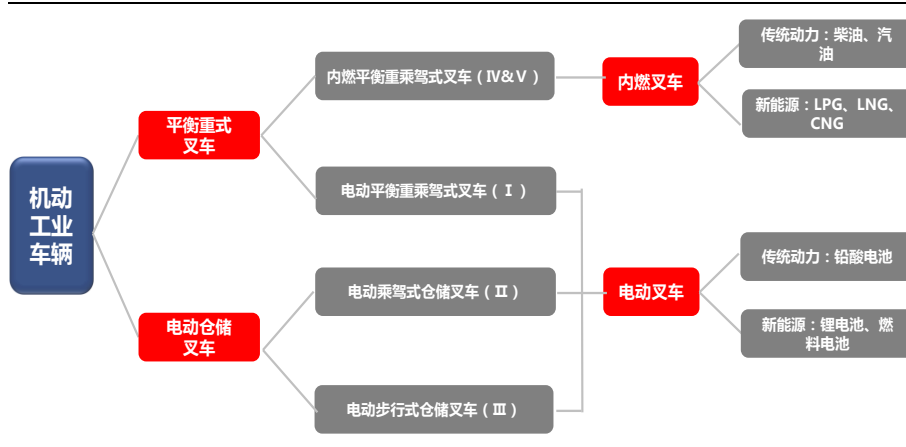 机动
工业
车辆
平衡重式
叉车
电动仓储
叉车
内燃平衡重乘驾式叉车（Ⅳ&Ⅴ）
电动平衡重乘驾式叉车（Ⅰ）
电动乘驾式仓储叉车（Ⅱ）
电动步行式仓储叉车（Ⅲ）
内燃叉车
电动叉车
传统动力：柴油、汽
油
新能源：LPG、LNG、
CNG
传统动力：铅酸电池
新能源：锂电池、燃
料电池